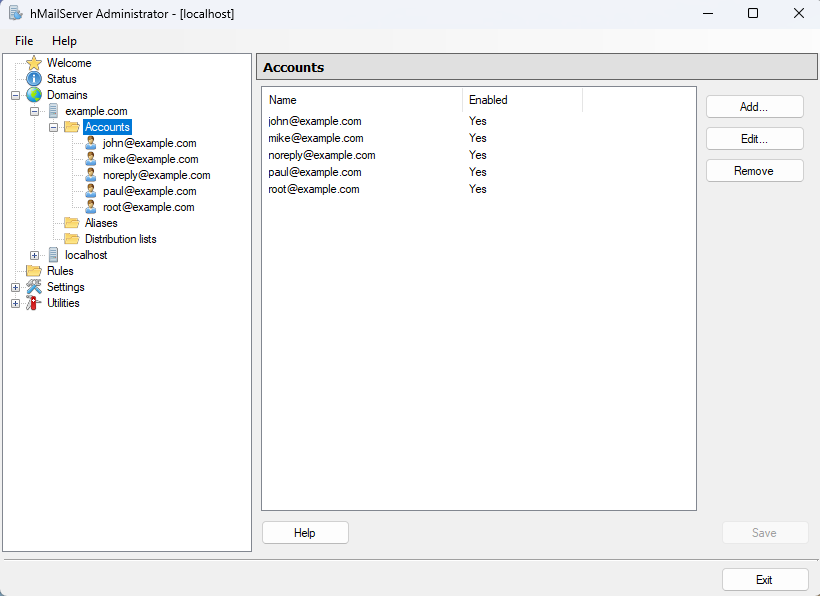 hMailServer Administrator - [localhost]
File Help
Welcome
Status
Domains
example.com
Accounts
john@example.com
mike@example.com
noreply@example.com
paul@example.com
root@example.com
Aliases
Distribution lists
localhost
Rules
Settings
Utilities
Accounts
Name Enabled
john@example.com Yes
mike@example.com Yes
noreply@example.com Yes
paul@example.com Yes
root@example.com Yes
Add...
Edit...
Remove
Help
Save
Exit